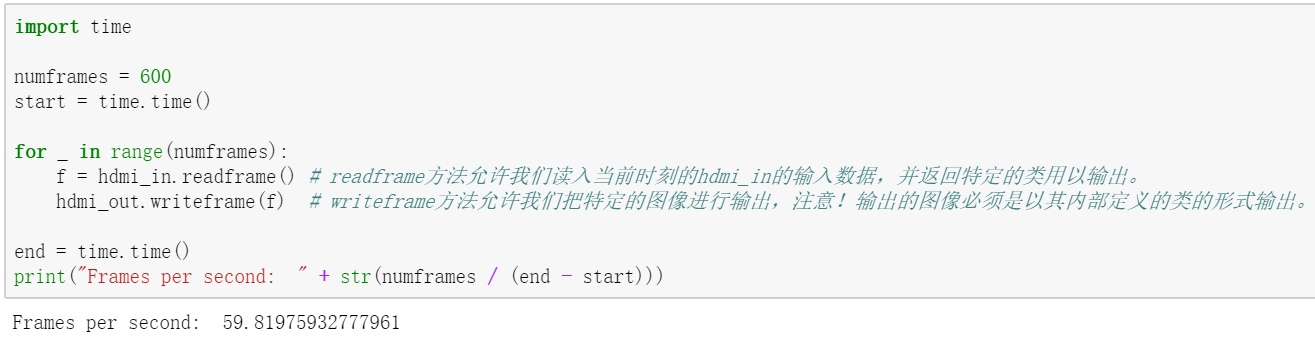 import time
numframes = 600
start = time.time()
for _ in range(numframes):
    f = hdmi_in.readframe() # readframe方法允许我们读入当前时刻的hdmi_in的输入数据，并返回特定的类用以输出。
    hdmi_out.writeframe(f)  # writeframe方法允许我们把特定的图像进行输出，注意！输出的图像必须是以其内部定义的类的形式输出。
end = time.time()
print("Frames per second:  " + str(numframes / (end - start)))
Frames per second:  59.81975932777961